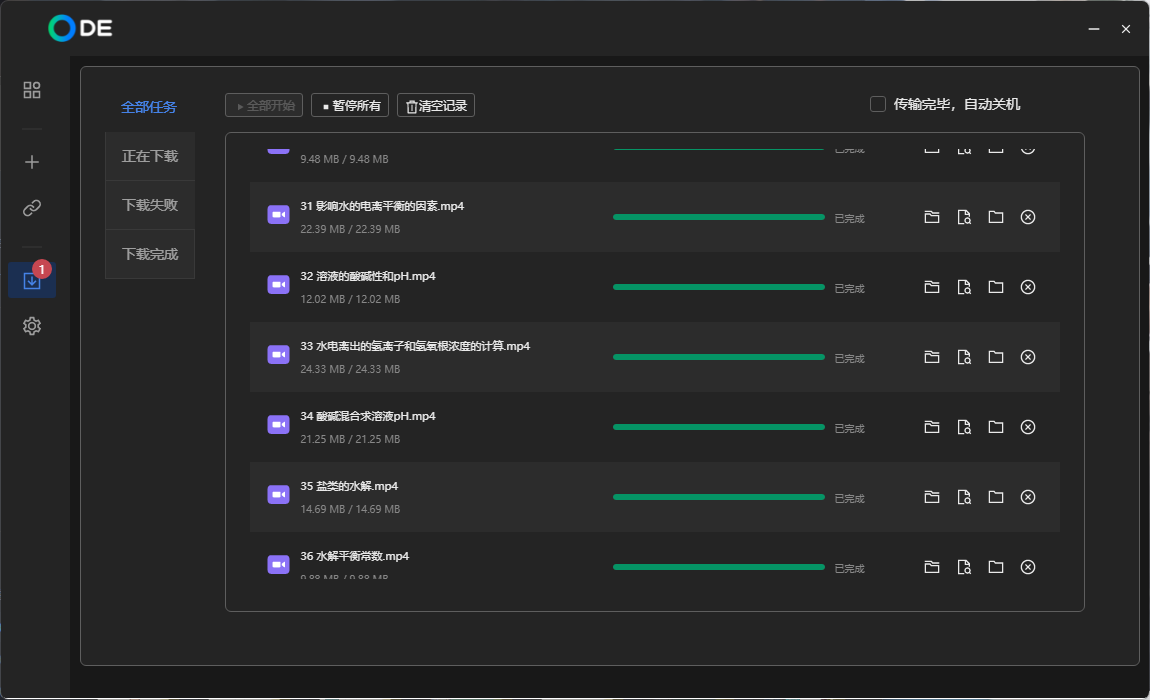 DE
全部任务
正在下载
下载失败
下载完成
1
全部开始
暂停所有
清空记录
传输完毕，自动关机
9.48 MB / 9.48 MB
已完成
31 影响水的电离平衡的因素.mp4
22.39 MB / 22.39 MB
已完成
32 溶液的酸碱性和pH.mp4
12.02 MB / 12.02 MB
已完成
33 水电离出的氢离子和氢氧根浓度的计算.mp4
24.33 MB / 24.33 MB
已完成
34 酸碱混合求溶液pH.mp4
21.25 MB / 21.25 MB
已完成
35 盐类的水解.mp4
14.69 MB / 14.69 MB
已完成
36 水解平衡常数.mp4
9.88 MB / 9.88 MB
已完成